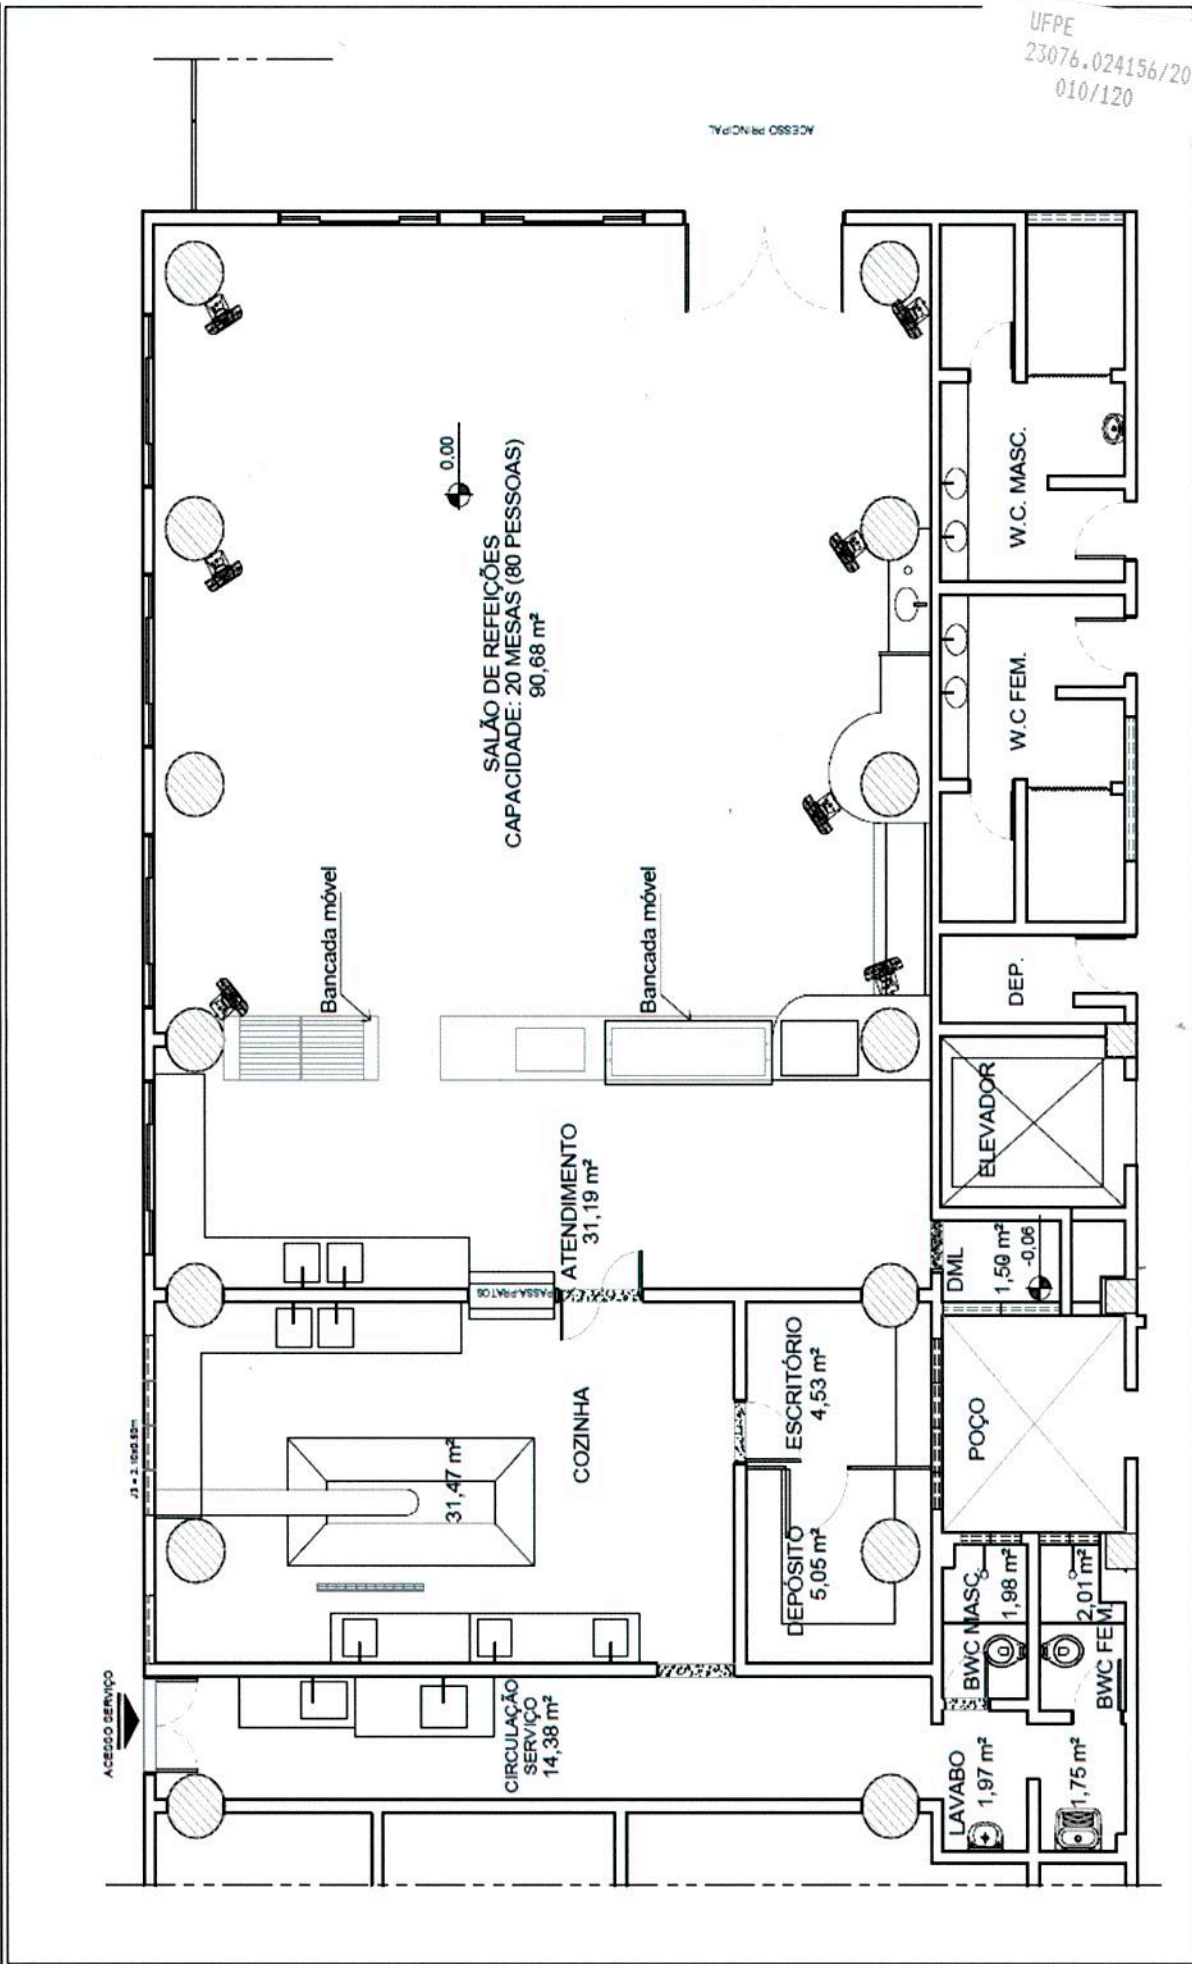 UFPE
23076.024156/20
010/120
ACESSO PRINCIPAL
0.00
SALÃO DE REFEIÇÕES
CAPACIDADE: 20 MESAS (80 PESSOAS)
90,68 m²
Bancada móvel
Bancada móvel
W.C. MASC.
W.C FEM.
DEP.
ELEVADOR
ATENDIMENTO
31,19 m²
PASSA-PRATOS
DML
1,50 m²
-0,06
POÇO
ESCRITÓRIO
4,53 m²
COZINHA
31,47 m²
DEPÓSITO
5,05 m²
J3 = 2.10x0.50m
ACESSO SERVIÇO
CIRCULAÇÃO
SERVIÇO
14,38 m²
BWC MASC.
1,98 m²
2,01 m²
BWC FEM.
LAVABO
1,97 m²
1,75 m²